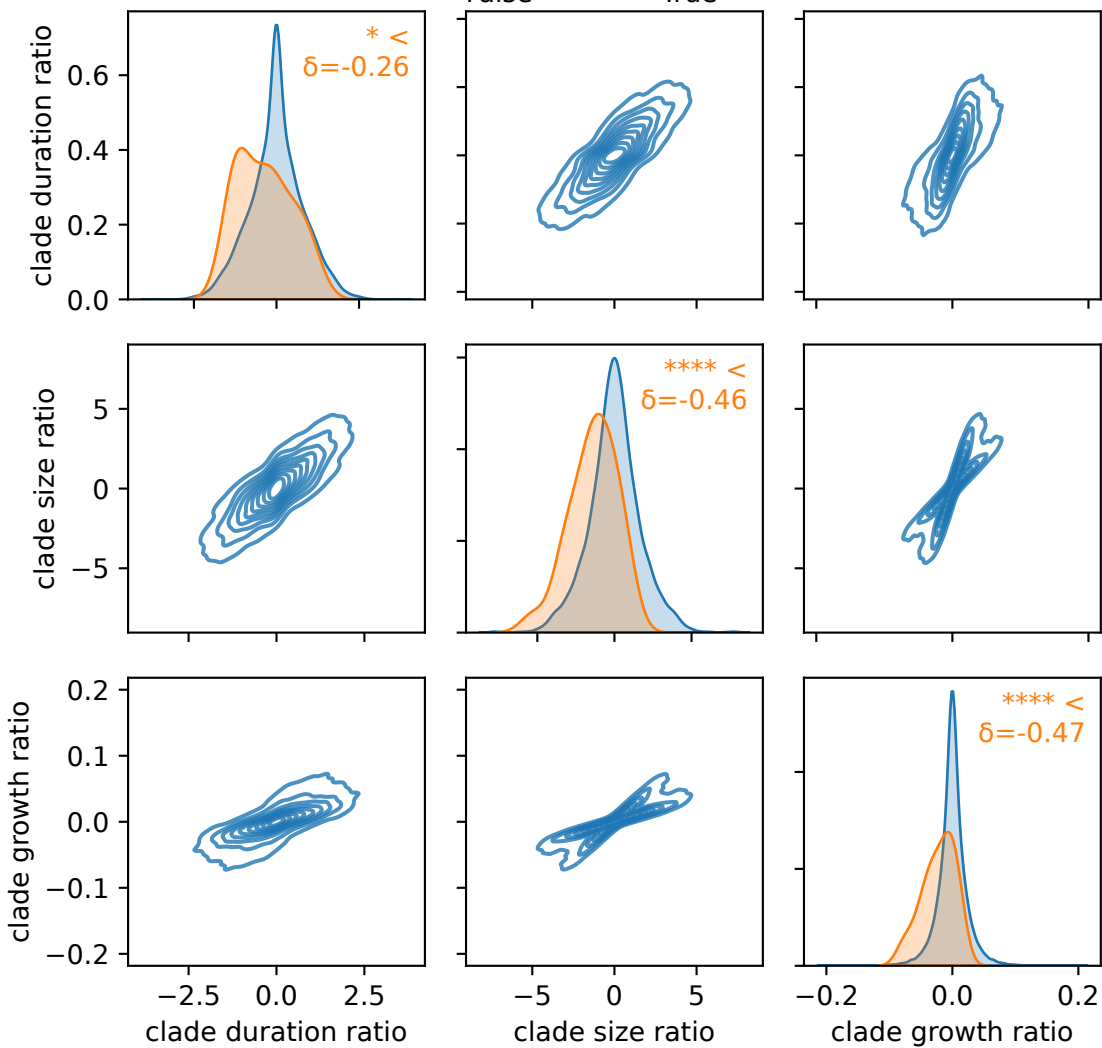 True
clade duration ratio
0.6
0.4
0.2
0.0
* <
δ=-0.26
clade size ratio
5
0
−5
**** <
δ=-0.46
clade growth ratio
0.2
0.1
0.0
−0.1
−0.2
**** <
δ=-0.47
−2.5 0.0 2.5
−5 0 5
−0.2 0.0 0.2
clade duration ratio
clade size ratio
clade growth ratio